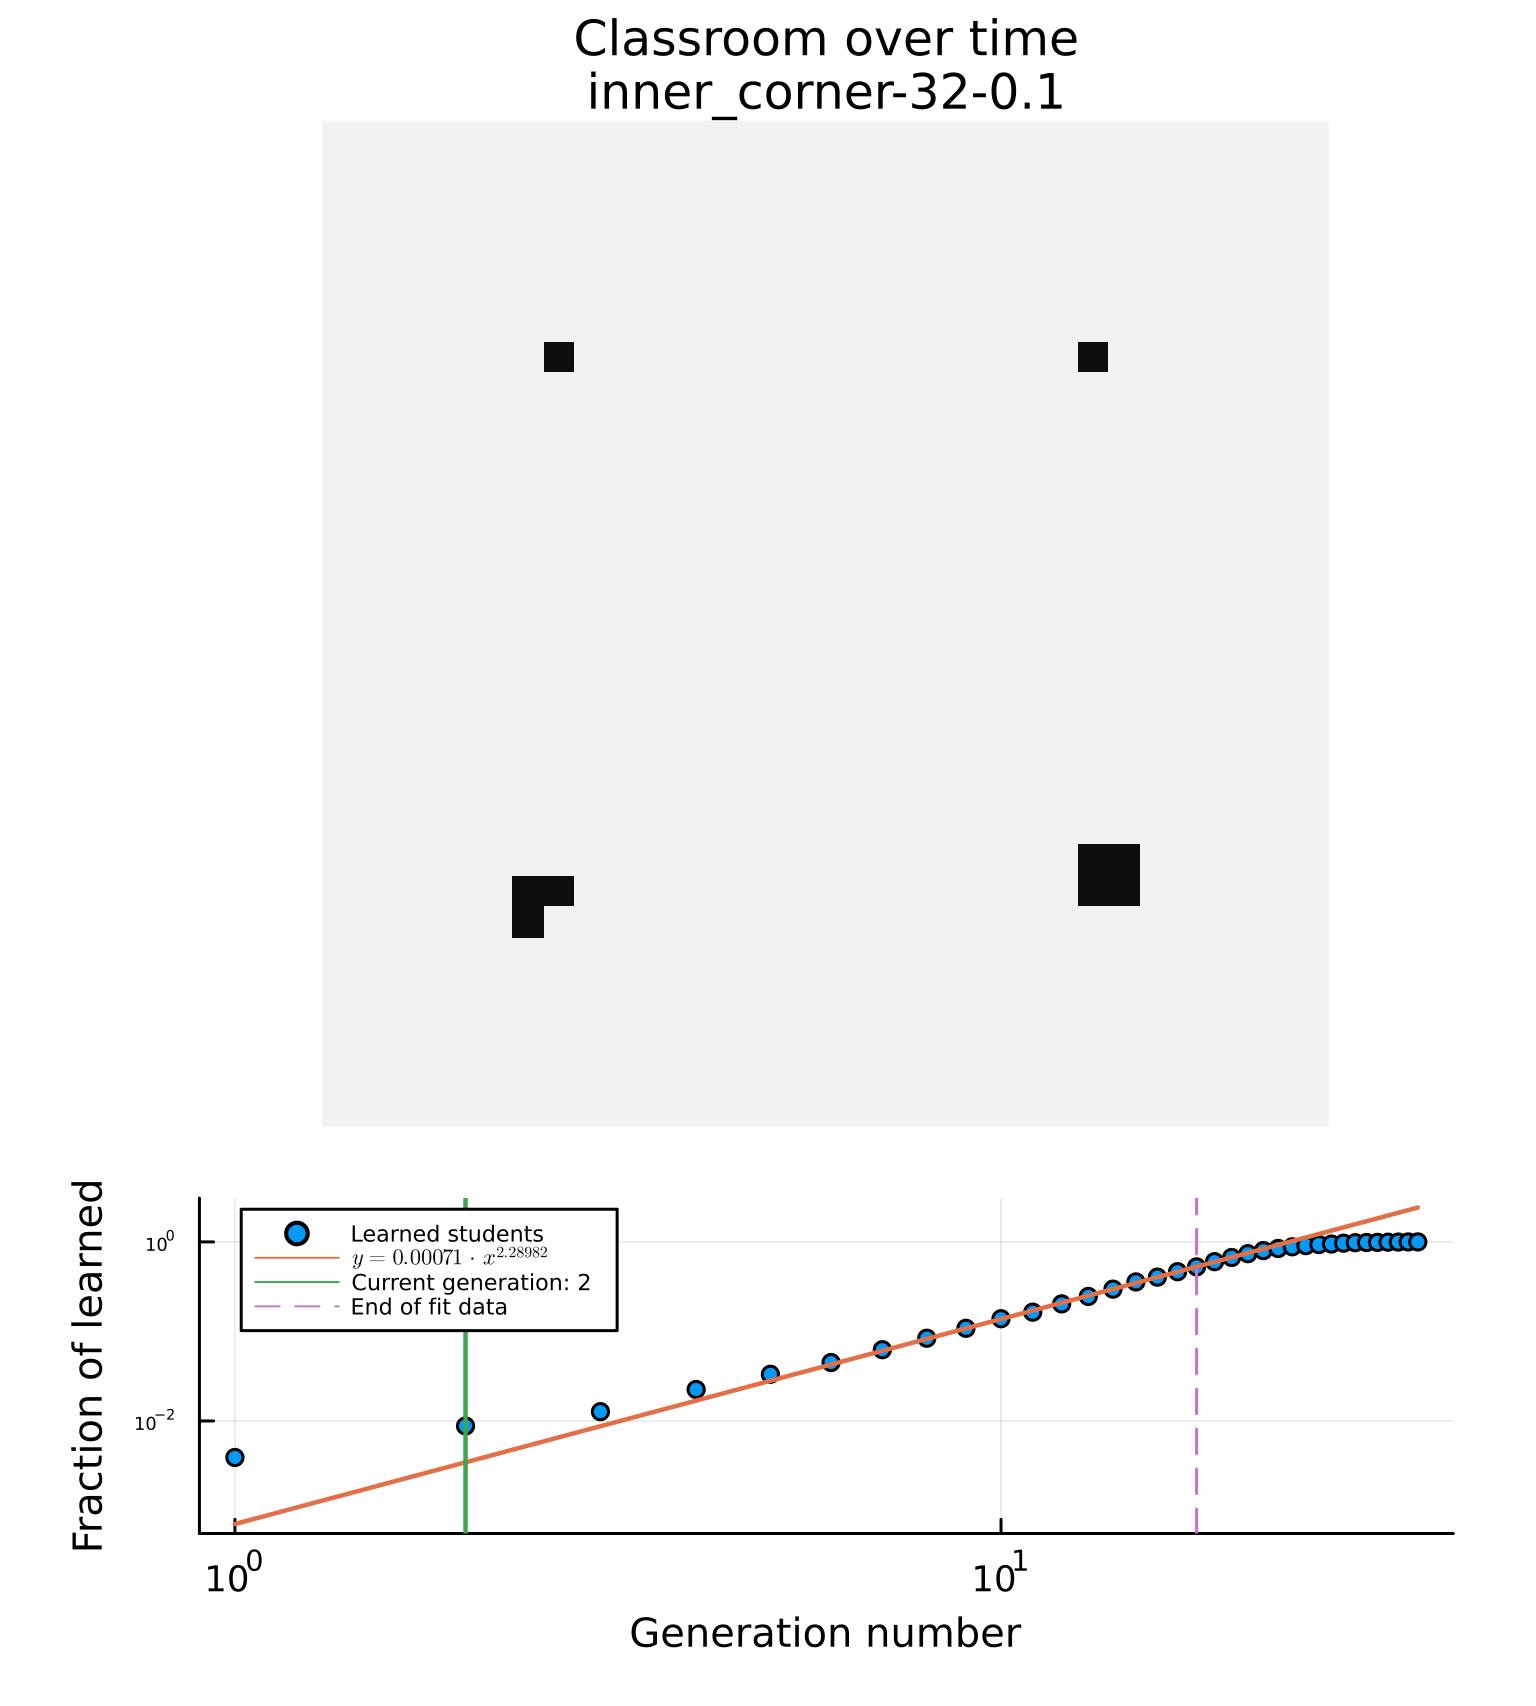 Classroom over time
inner_corner-32-0.1
Fraction of learned
10^0
10^-2
Learned students
y = 0.00071 · x^2.28982
Current generation: 2
End of fit data
10^0
10^1
Generation number